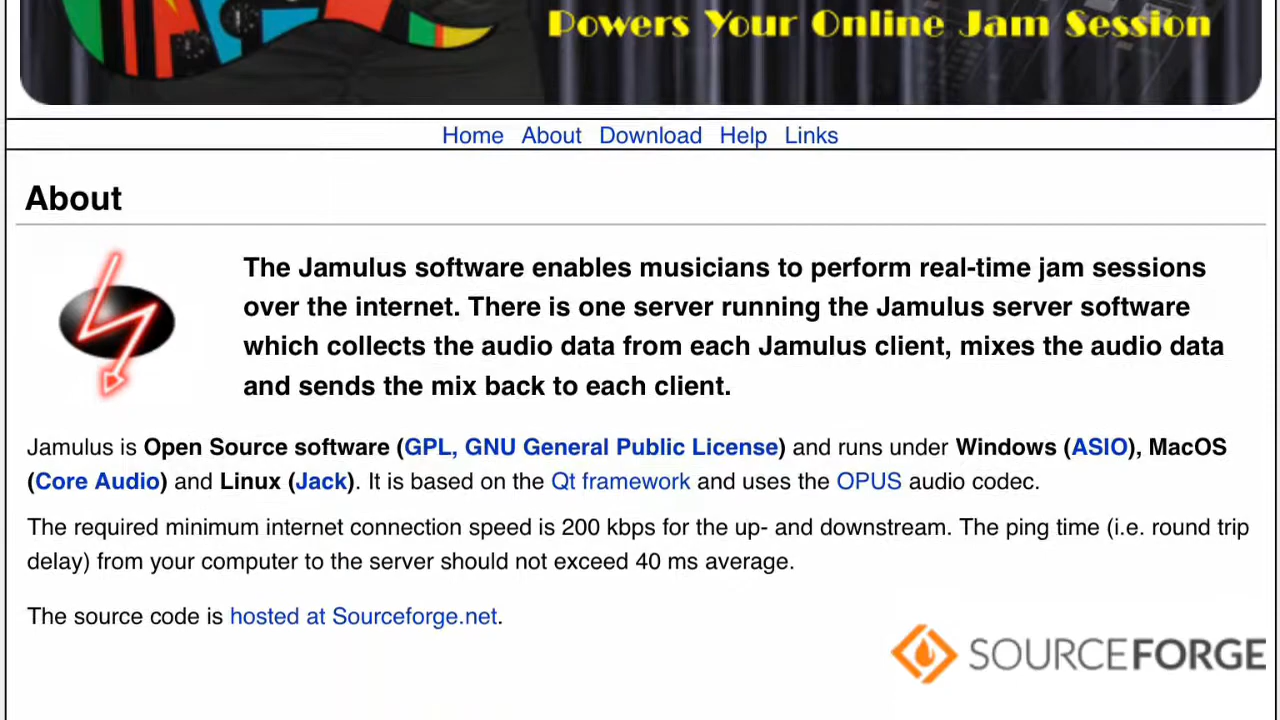 Powers Your Online Jam Session
Home About Download Help Links
About
The Jamulus software enables musicians to perform real-time jam sessions
over the internet. There is one server running the Jamulus server software
which collects the audio data from each Jamulus client, mixes the audio data
and sends the mix back to each client.
Jamulus is Open Source software (GPL, GNU General Public License) and runs under Windows (ASIO), MacOS
(Core Audio) and Linux (Jack). It is based on the Qt framework and uses the OPUS audio codec.
The required minimum internet connection speed is 200 kbps for the up- and downstream. The ping time (i.e. round trip
delay) from your computer to the server should not exceed 40 ms average.
The source code is hosted at Sourceforge.net.
SOURCEFORGE